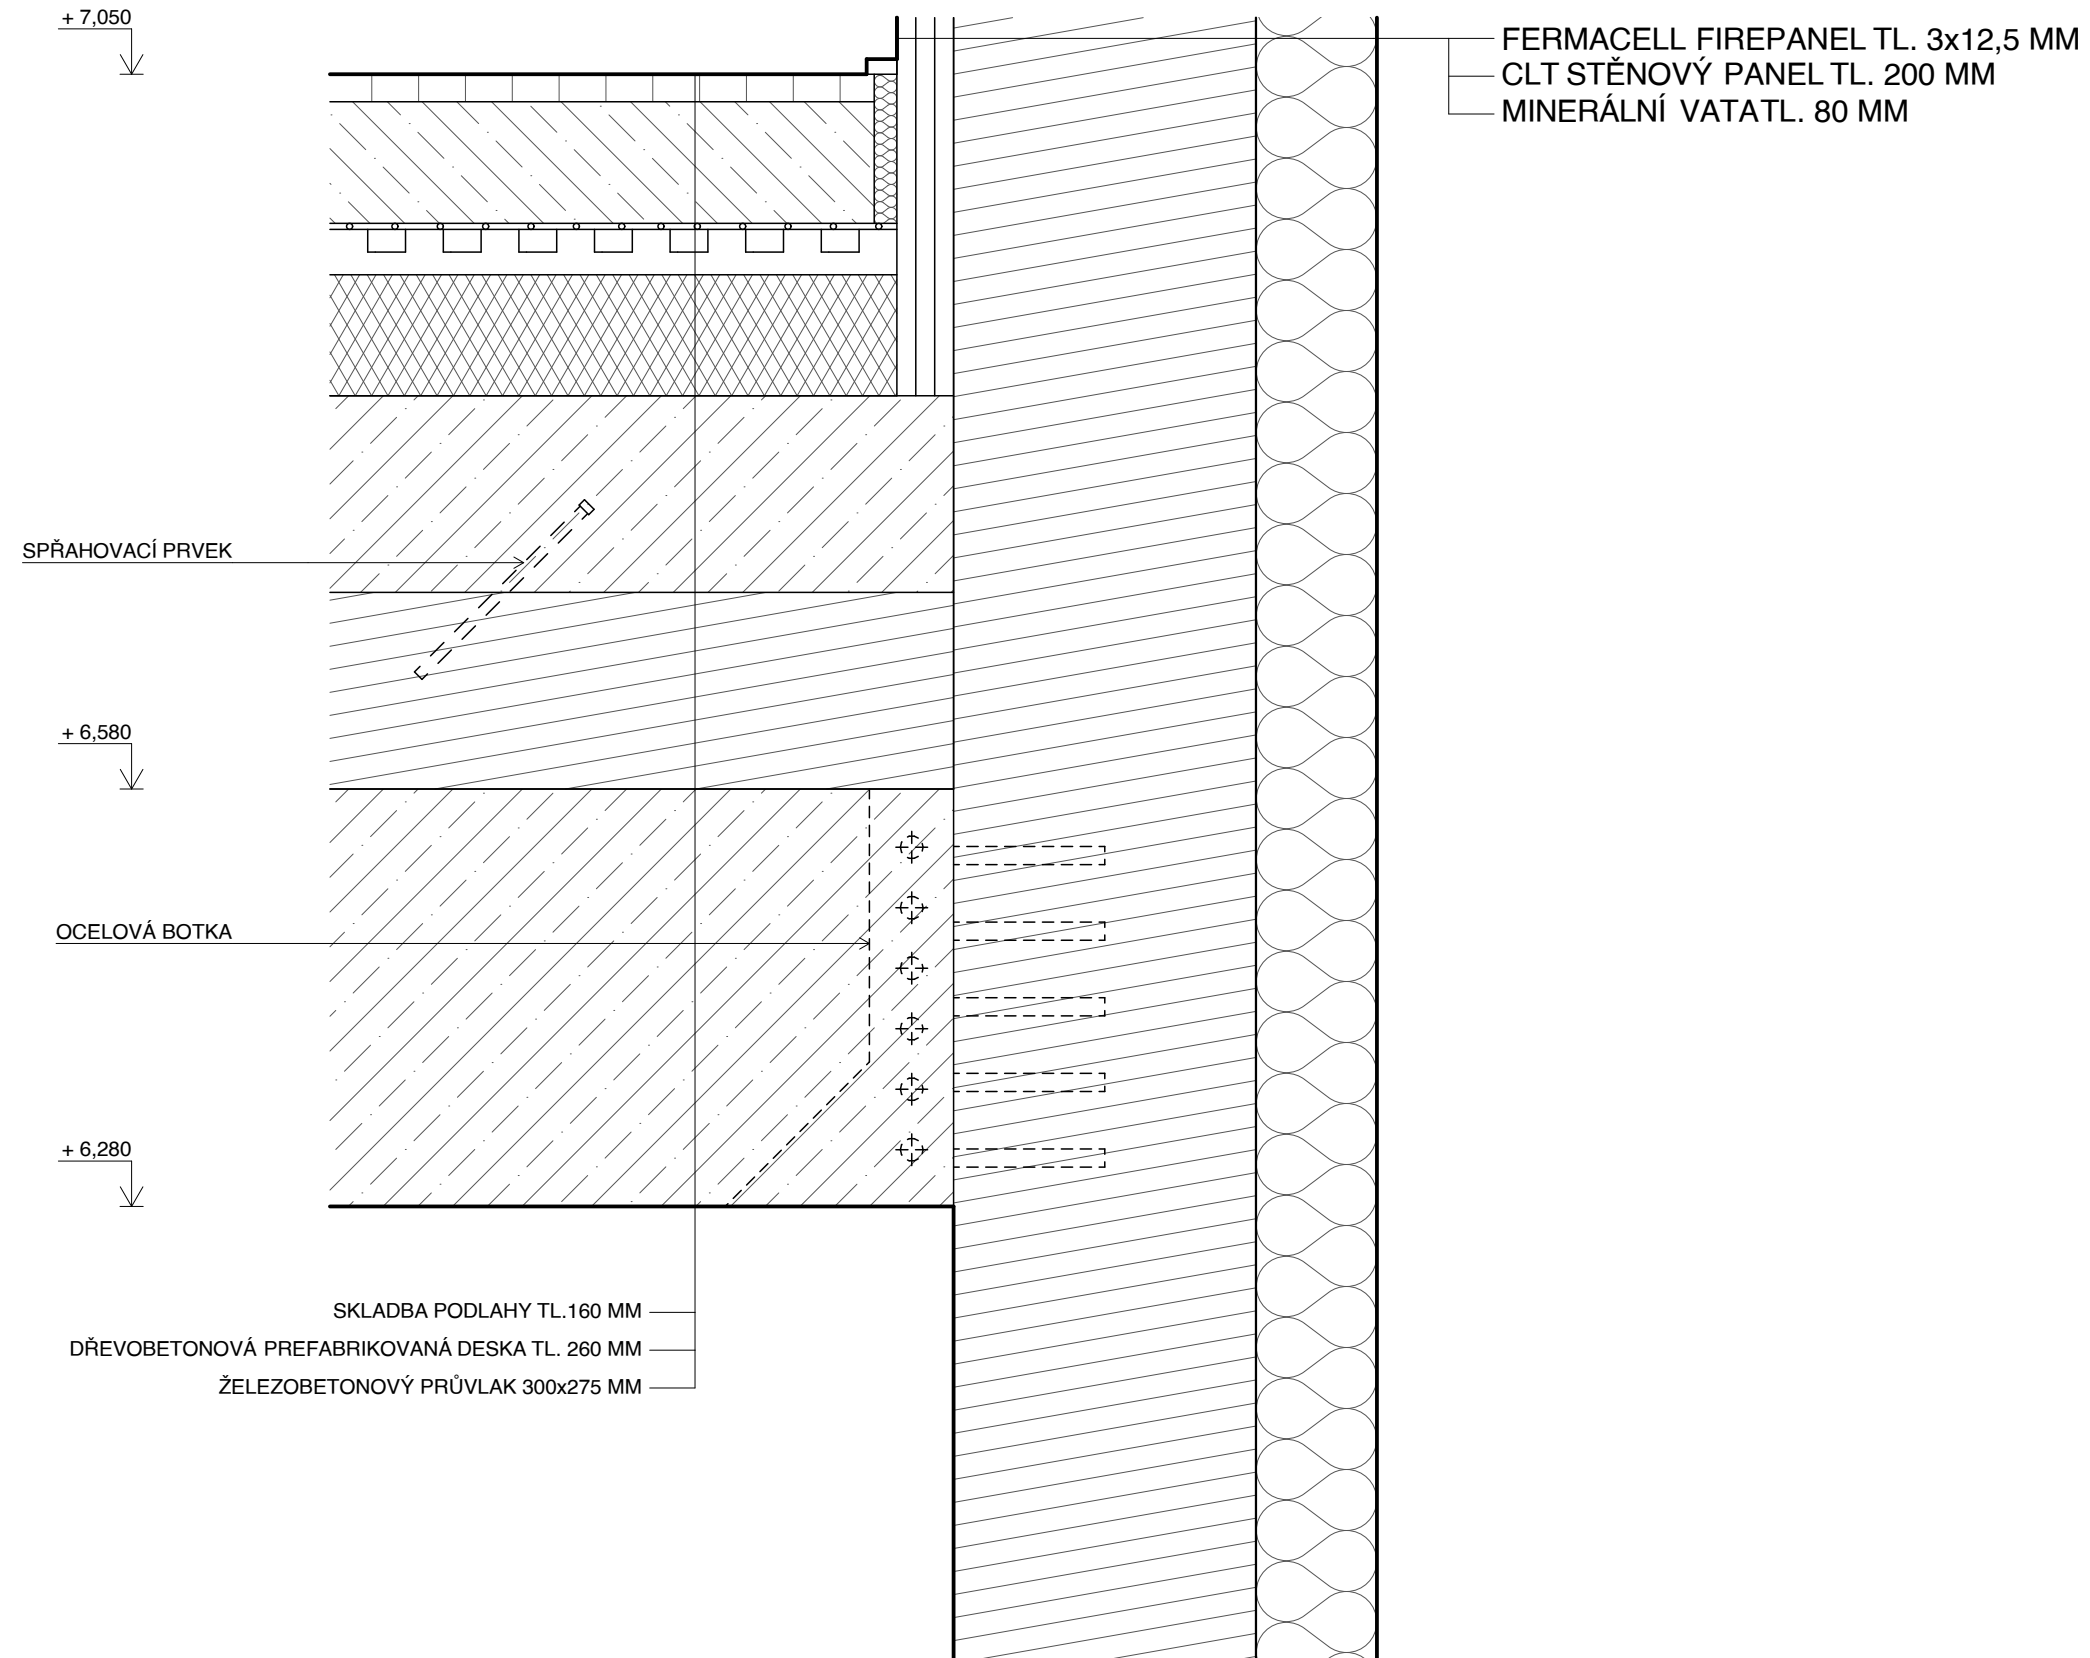 + 7,050
FERMACELL FIREPANEL TL. 3x12,5 MM
CLT STĚNOVÝ PANEL TL. 200 MM
MINERÁLNÍ VATA TL. 80 MM
SPŘAHOVACÍ PRVEK
+ 6,580
OCELOVÁ BOTKA
+ 6,280
SKLADBA PODLAHY TL.160 MM
DŘEVOBETONOVÁ PREFABRIKOVANÁ DESKA TL. 260 MM
ŽELEZOBETONOVÝ PRŮVLAK 300x275 MM